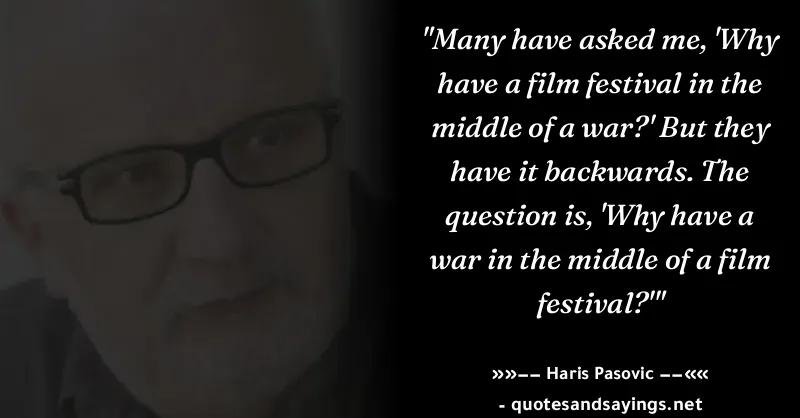 "Many have asked me, 'Why
have a film festival in the
middle of a war?' But they
have it backwards. The
question is, 'Why have a
war in the middle of a film
festival?'"
»»−− Haris Pasovic −−««
- quotesandsayings.net